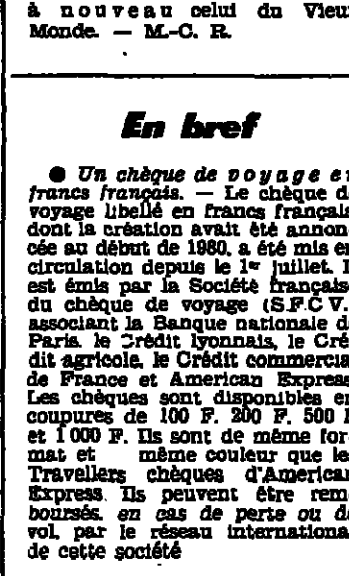 à nouveau celui du Vieux
Monde. — M.-C. R.
En bref
● Un chèque de voyage en
francs français. — Le chèque de
voyage libellé en francs français
dont la création avait été annon-
cée au début de 1980, a été mis en
circulation depuis le 1er juillet. Il
est émis par la Société française
du chèque de voyage (S.F.C.V.)
associant la Banque nationale de
Paris, le Crédit lyonnais, le Cré-
dit agricole, le Crédit commercial
de France et American Express.
Les chèques sont disponibles en
coupures de 100 F, 200 F, 500 F
et 1 000 F. Ils sont de même for-
mat et même couleur que les
Travellers chèques d'American
Express. Ils peuvent être rem-
boursés, en cas de perte ou de
vol, par le réseau international
de cette société